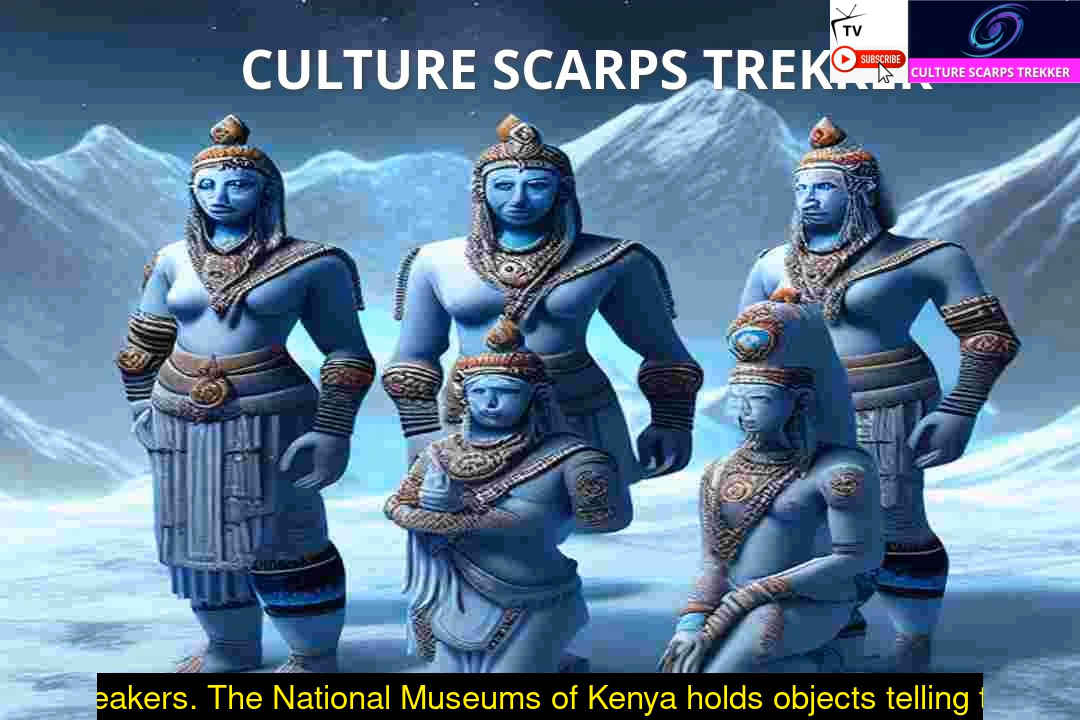 CULTURE SCARPS TREKKER
TV
SUBSCRIBE
CULTURE SCARPS TREKKER
eakers. The National Museums of Kenya holds objects telling